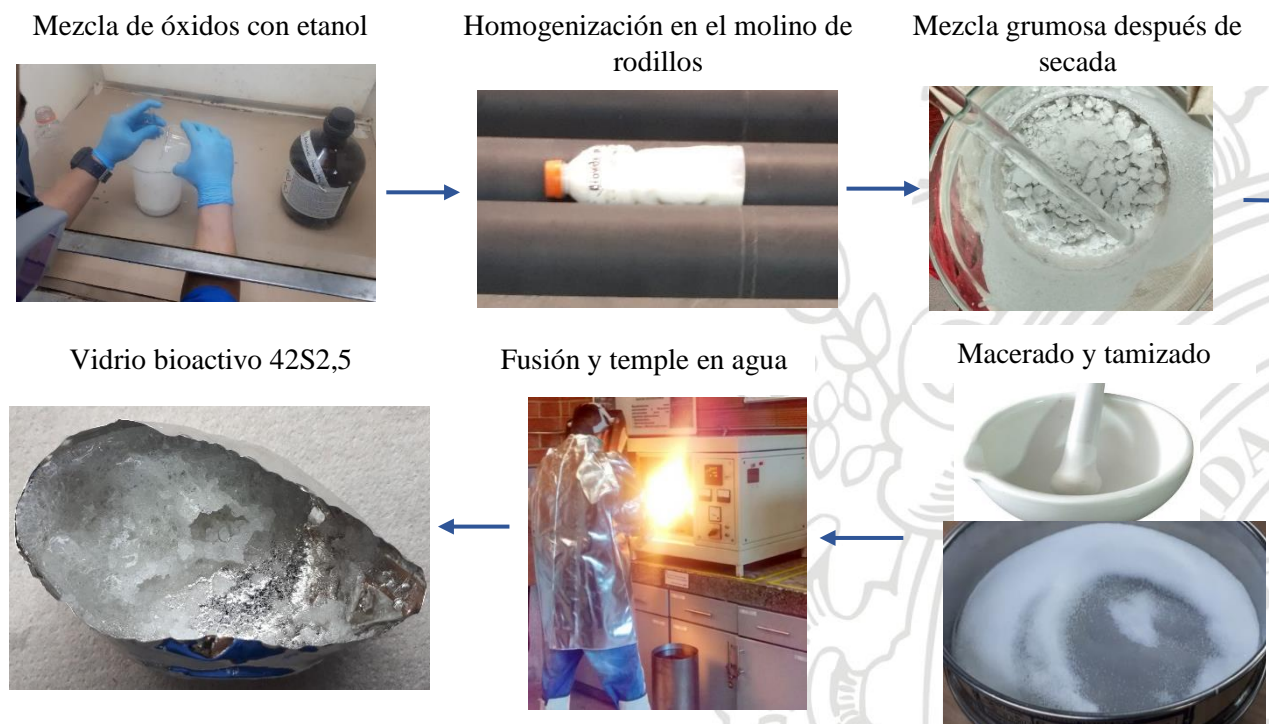 Mezcla de óxidos con etanol
Homogenización en el molino de
rodillos
Mezcla grumosa después de
secada
Vidrio bioactivo 42S2,5
Fusión y temple en agua
Macerado y tamizado
DA